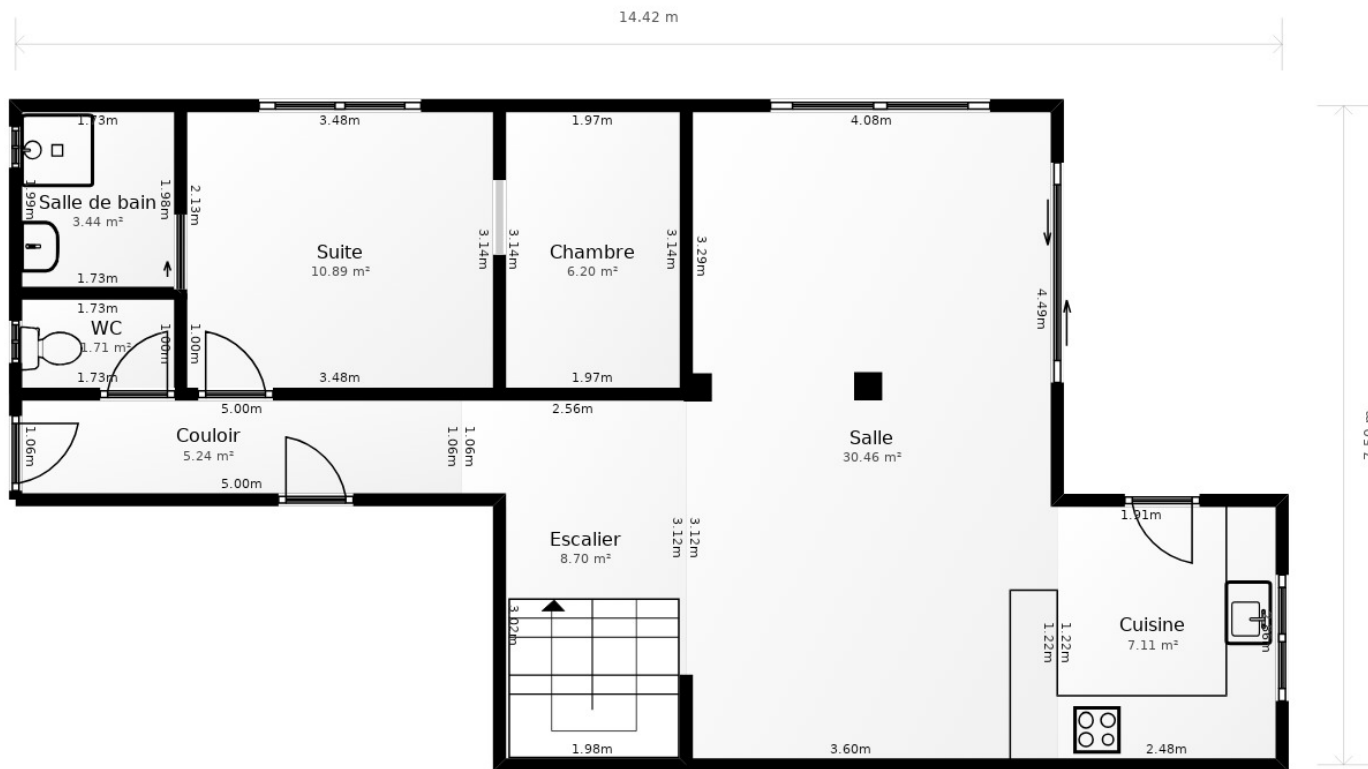 14.42 m
1.73m
3.48m
1.97m
4.08m
1.99m
Salle de bain
3.44 m²
1.98m
2.13m
1.73m
Suite
10.89 m²
3.14m
3.14m
Chambre
6.20 m²
3.14m
3.29m
4.49m
1.73m
WC
1.71 m²
1.00m
1.00m
1.73m
3.48m
1.97m
5.00m
2.56m
1.06m
Couloir
5.24 m²
1.06m
1.06m
Salle
30.46 m²
5.00m
1.91m
Escalier
8.70 m²
3.12m
3.12m
3.02m
1.22m
1.22m
Cuisine
7.11 m²
1.98m
3.60m
2.48m